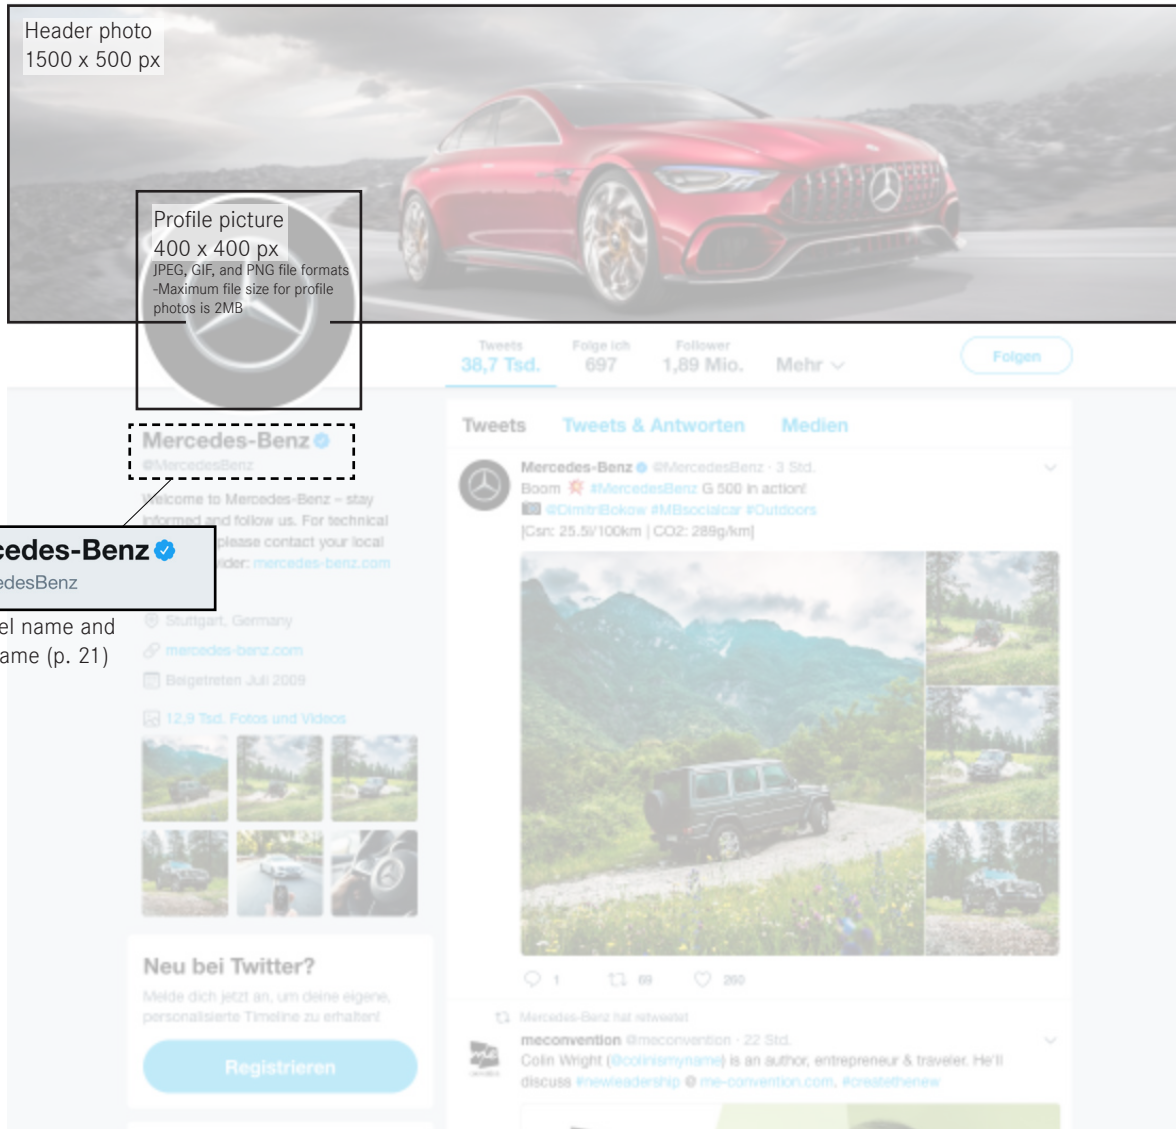 Header photo
1500 x 500 px
Profile picture
400 x 400 px
JPEG, GIF, and PNG file formats
-Maximum file size for profile
photos is 2MB
Tweets
38,7 Tsd.
Folge ich
697
Follower
1,89 Mio.
Mehr
Folgen
Mercedes-Benz
@MercedesBenz
Welcome to Mercedes-Benz – stay
informed and follow us. For technical
please contact your local
vider: mercedes-benz.com
cedes-Benz
edesBenz
el name and
ame (p. 21)
Stuttgart, Germany
mercedes-benz.com
Beigetreten Juli 2009
12,9 Tsd. Fotos und Videos
Neu bei Twitter?
Melde dich jetzt an, um deine eigene,
personalisierte Timeline zu erhalten!
Registrieren
Tweets Tweets & Antworten Medien
Mercedes-Benz @MercedesBenz · 3 Std.
Boom 💥 #MercedesBenz G 500 in action!
📷 @DimitriBokow #MBsocialcar #Outdoors
[Csn: 25.5l/100km | CO2: 289g/km]
1 69 260
Mercedes-Benz hat retweetet
meconvention @meconvention · 22 Std.
Colin Wright (@colinismyname) is an author, entrepreneur & traveler. He'll
discuss #newleadership @ me-convention.com. #createthenew